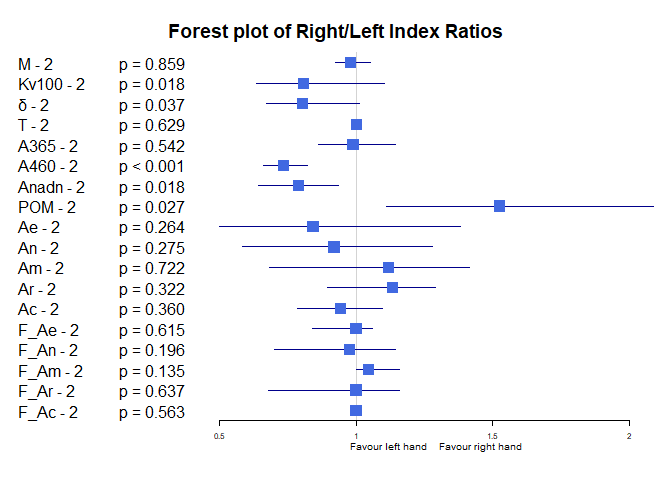 Forest plot of Right/Left Index Ratios
M - 2 p = 0.859
Kv100 - 2 p = 0.018
δ - 2 p = 0.037
T - 2 p = 0.629
A365 - 2 p = 0.542
A460 - 2 p < 0.001
Anadn - 2 p = 0.018
POM - 2 p = 0.027
Ae - 2 p = 0.264
An - 2 p = 0.275
Am - 2 p = 0.722
Ar - 2 p = 0.322
Ac - 2 p = 0.360
F_Ae - 2 p = 0.615
F_An - 2 p = 0.196
F_Am - 2 p = 0.135
F_Ar - 2 p = 0.637
F_Ac - 2 p = 0.563
0.5 1 1.5 2
Favour left hand Favour right hand